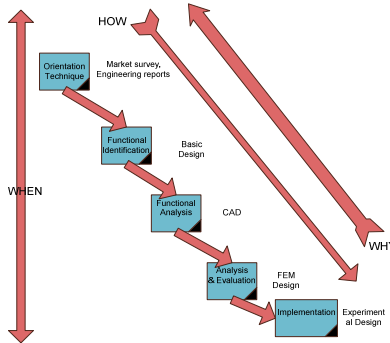 HOW
Orientation
Technique
Market survey,
Engineering reports
Functional
Identification
Basic
Design
WHEN
Functional
Analysis
CAD
WHY
Analysis
& Evaluation
FEM
Design
Implementation
Experiment
al Design